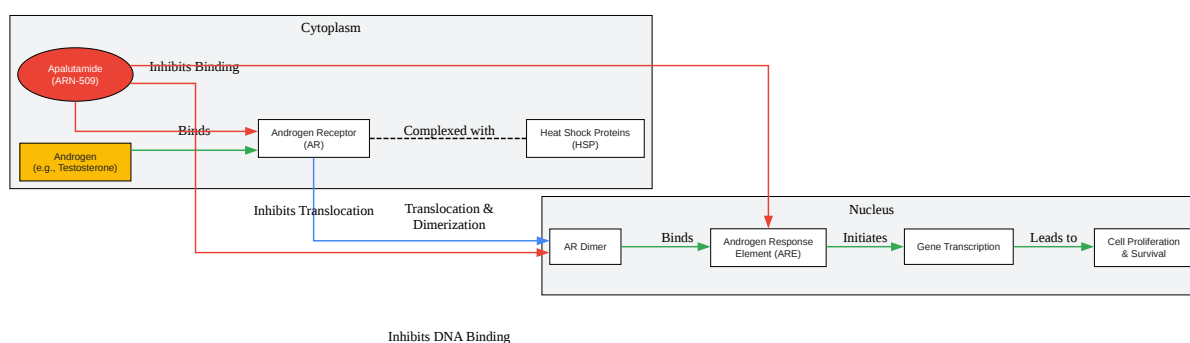 Cytoplasm
Apalutamide
(ARN-509)
Inhibits Binding
Binds
Androgen Receptor
(AR)
Complexed with
Heat Shock Proteins
(HSP)
Androgen
(e.g., Testosterone)
Inhibits Translocation
Translocation &
Dimerization
Nucleus
AR Dimer
Binds
Androgen Response
Element (ARE)
Initiates
Gene Transcription
Leads to
Cell Proliferation
& Survival
Inhibits DNA Binding